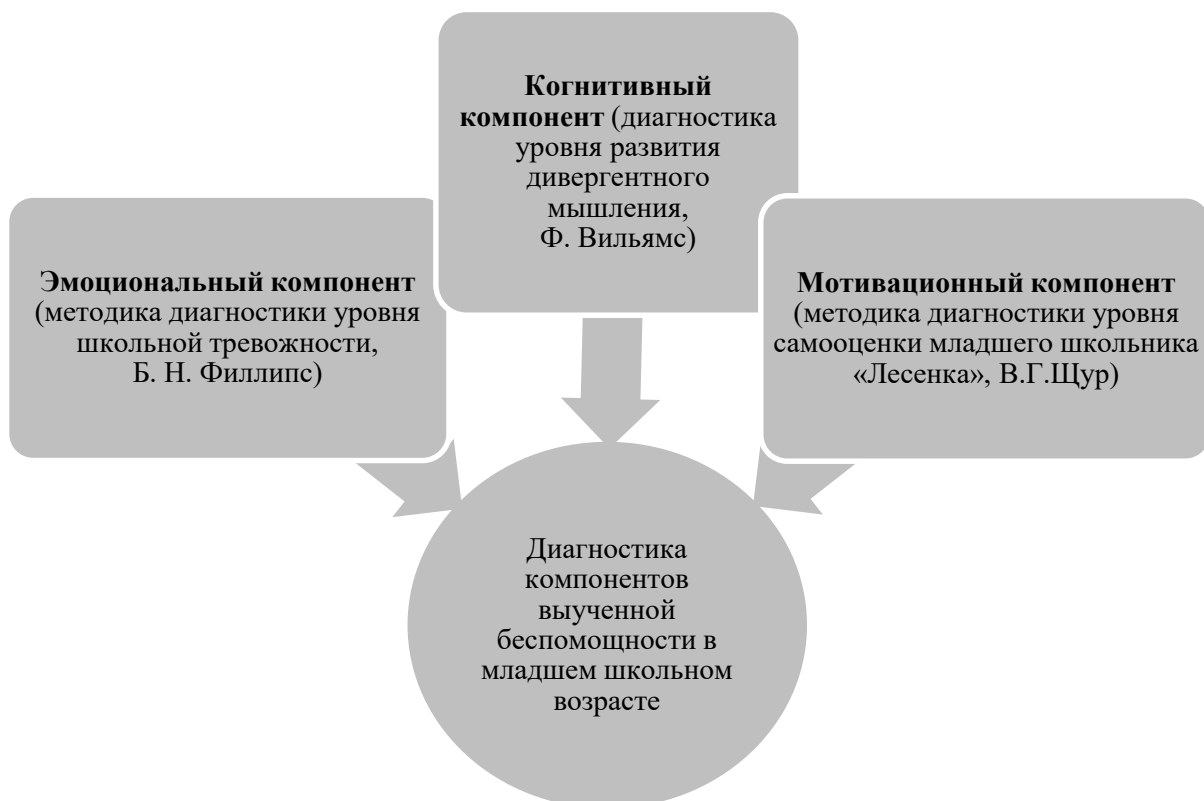 Когнитивный
компонент (диагностика
уровня развития
дивергентного
мышления,
Ф. Вильямс)
Эмоциональный компонент
(методика диагностики уровня
школьной тревожности,
Б. Н. Филлипс)
Мотивационный компонент
(методика диагностики уровня
самооценки младшего школьника
«Лесенка», В.Г.Щур)
Диагностика
компонентов
выученной
беспомощности в
младшем школьном
возрасте